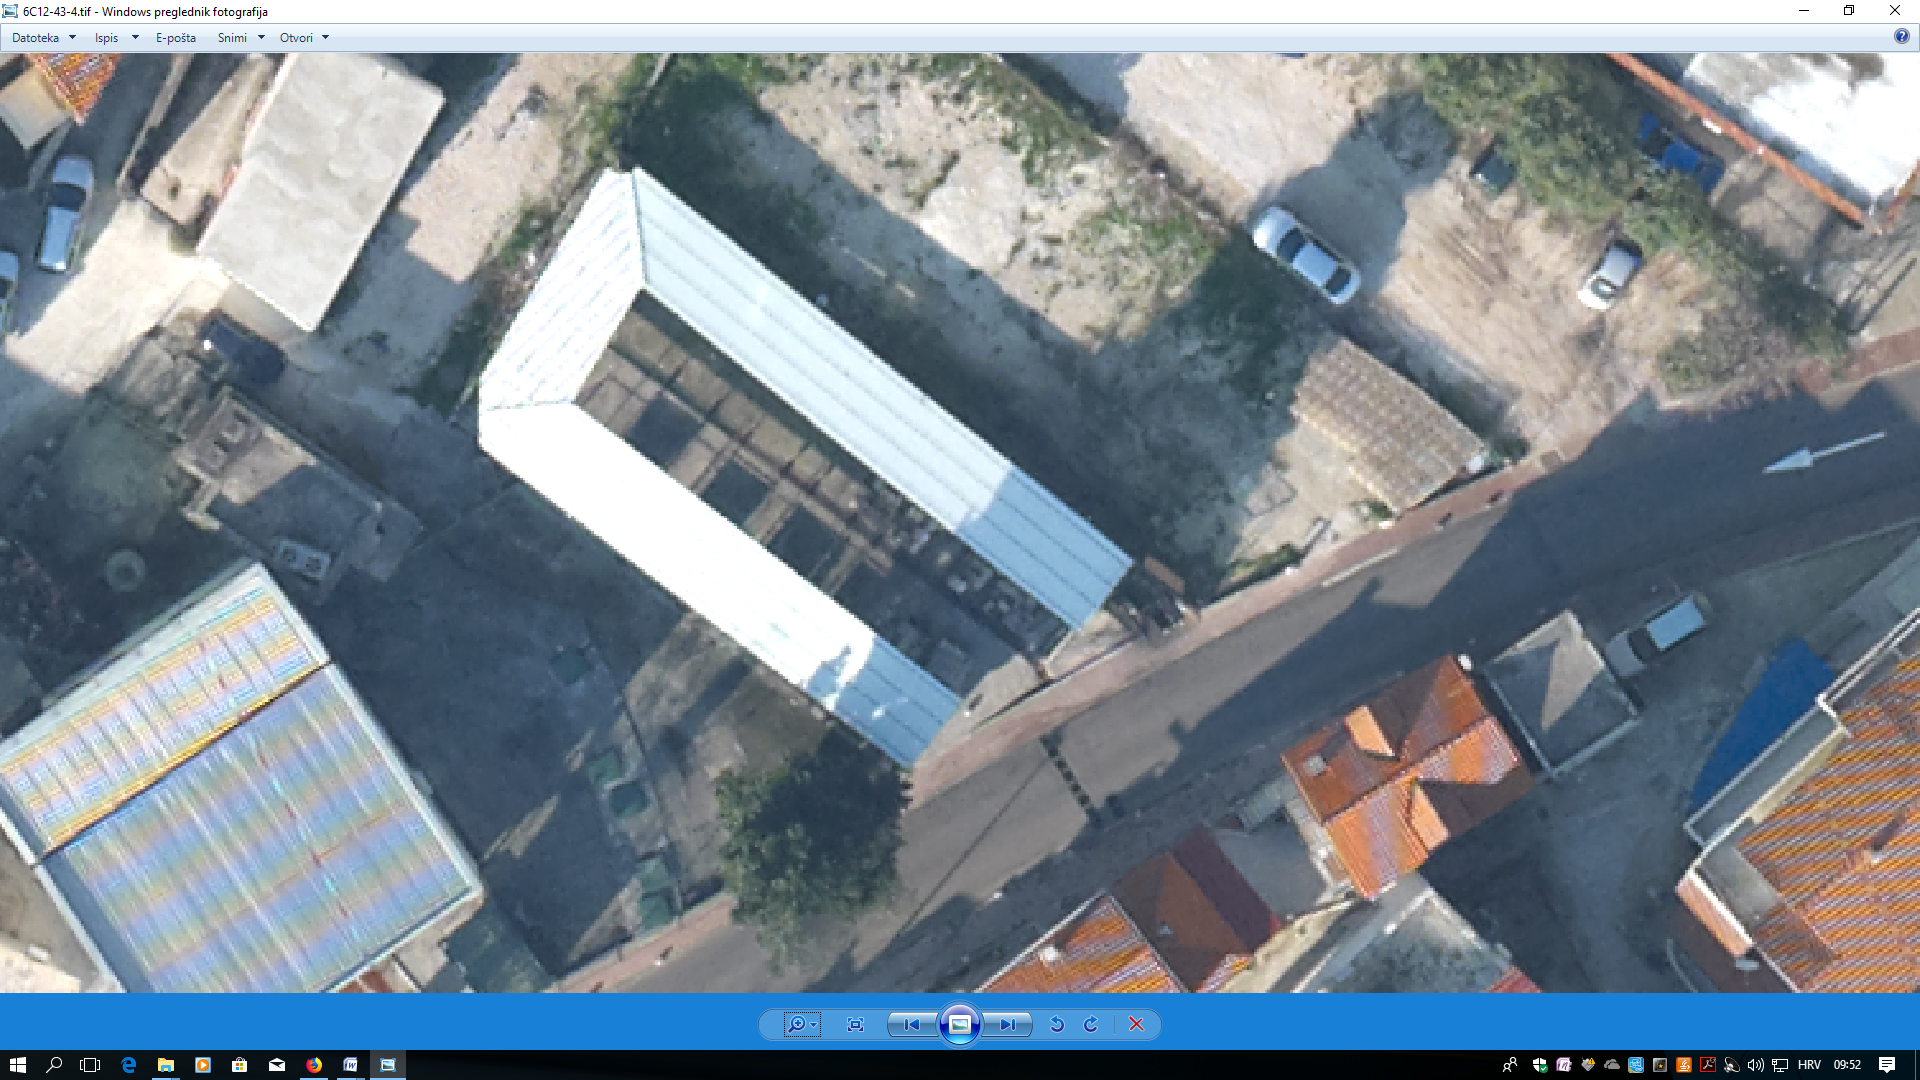 6C12-43-4.tif - Windows preglednik fotografija
Datoteka Ispis E-pošta Snimi Otvori
HRV 09:52